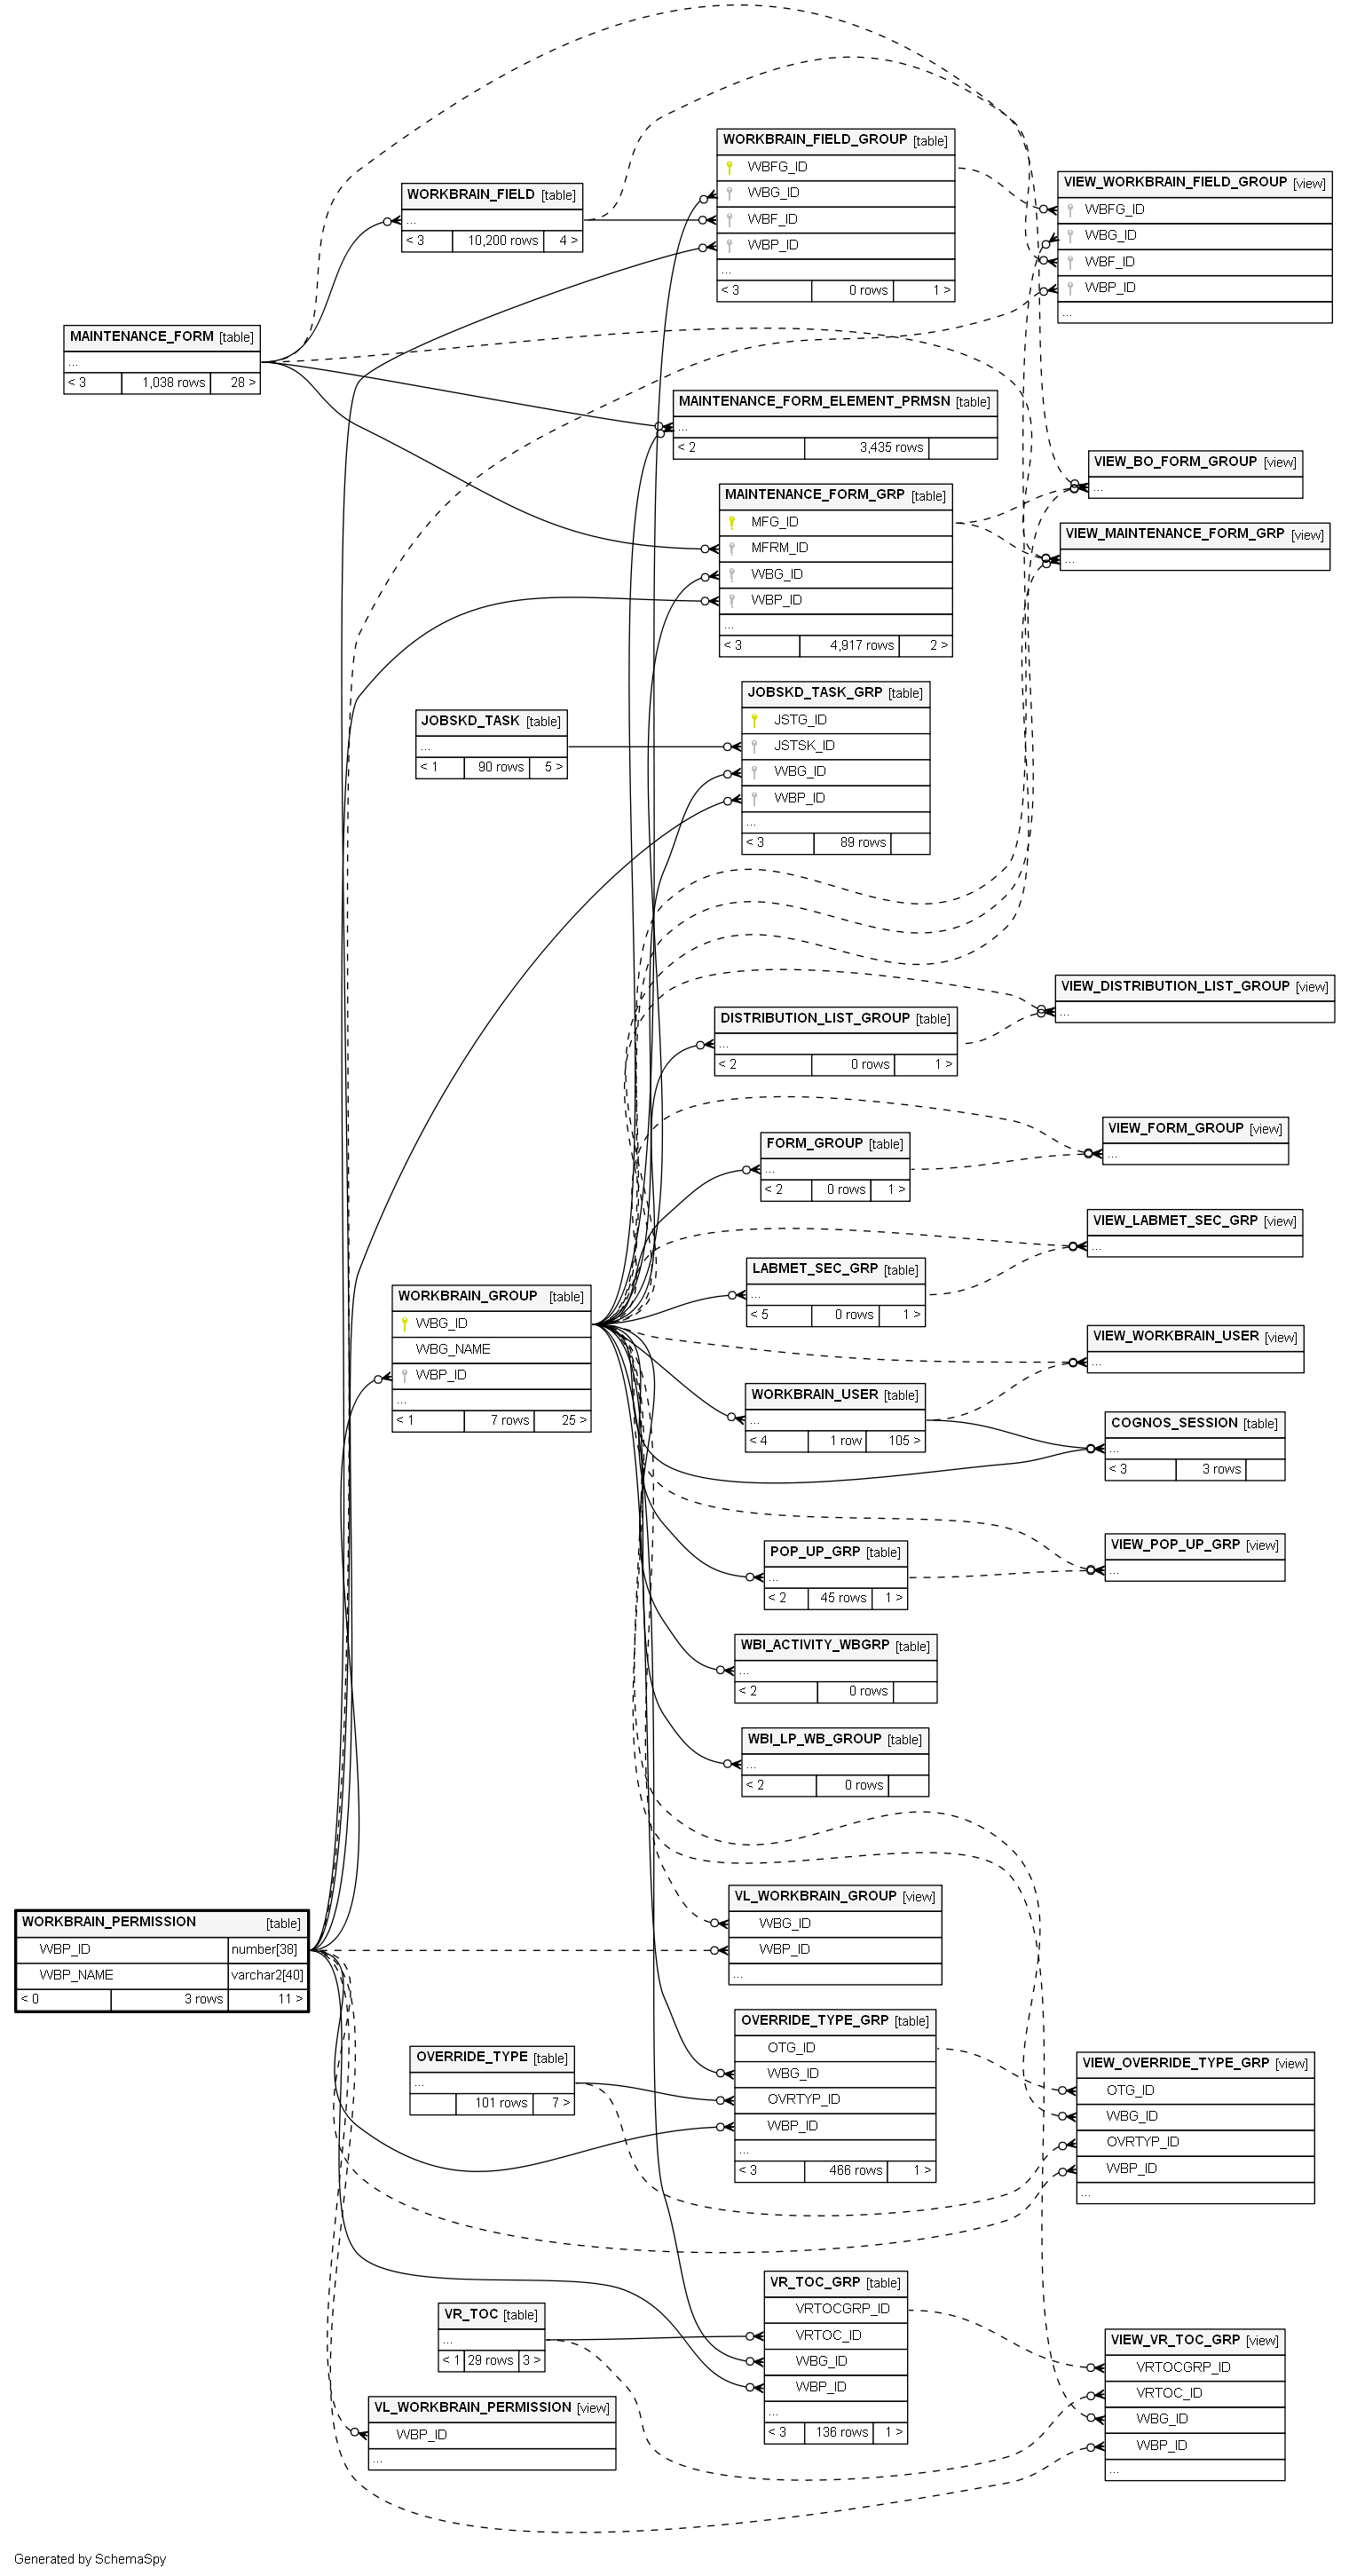 WORKBRAIN_FIELD_GROUP [table]
WBFG_ID
WBG_ID
WBF_ID
WBP_ID
...
< 3 0 rows 1 >
VIEW_WORKBRAIN_FIELD_GROUP [view]
WBFG_ID
WBG_ID
WBF_ID
WBP_ID
...
WORKBRAIN_FIELD [table]
...
< 3 10,200 rows 4 >
MAINTENANCE_FORM [table]
...
< 3 1,038 rows 28 >
MAINTENANCE_FORM_ELEMENT_PRMSN [table]
...
< 2 3,435 rows
VIEW_BO_FORM_GROUP [view]
...
MAINTENANCE_FORM_GRP [table]
MFG_ID
MFRM_ID
WBG_ID
WBP_ID
...
< 3 4,917 rows 2 >
VIEW_MAINTENANCE_FORM_GRP [view]
...
JOBSKD_TASK_GRP [table]
JSTG_ID
JSTSK_ID
WBG_ID
WBP_ID
...
< 3 89 rows
JOBSKD_TASK [table]
...
< 1 90 rows 5 >
VIEW_DISTRIBUTION_LIST_GROUP [view]
...
DISTRIBUTION_LIST_GROUP [table]
...
< 2 0 rows 1 >
VIEW_FORM_GROUP [view]
...
FORM_GROUP [table]
...
< 2 0 rows 1 >
VIEW_LABMET_SEC_GRP [view]
...
LABMET_SEC_GRP [table]
...
< 5 0 rows 1 >
WORKBRAIN_GROUP [table]
WBG_ID
WBG_NAME
WBP_ID
...
< 1 7 rows 25 >
VIEW_WORKBRAIN_USER [view]
...
WORKBRAIN_USER [table]
...
< 4 1 row 105 >
COGNOS_SESSION [table]
...
< 3 3 rows
VIEW_POP_UP_GRP [view]
...
POP_UP_GRP [table]
...
< 2 45 rows 1 >
WBI_ACTIVITY_WBGRP [table]
...
< 2 0 rows
WBI_LP_WB_GROUP [table]
...
< 2 0 rows
VL_WORKBRAIN_GROUP [view]
WBG_ID
WBP_ID
...
WORKBRAIN_PERMISSION [table]
WBP_ID number[38]
WBP_NAME varchar2[40]
< 0 3 rows 11 >
OVERRIDE_TYPE_GRP [table]
OTG_ID
WBG_ID
OVRTYP_ID
WBP_ID
...
< 3 466 rows 1 >
OVERRIDE_TYPE [table]
...
101 rows 7 >
VIEW_OVERRIDE_TYPE_GRP [view]
OTG_ID
WBG_ID
OVRTYP_ID
WBP_ID
...
VR_TOC_GRP [table]
VRTOCGRP_ID
VRTOC_ID
WBG_ID
WBP_ID
...
< 3 136 rows 1 >
VR_TOC [table]
...
< 1 29 rows 3 >
VIEW_VR_TOC_GRP [view]
VRTOCGRP_ID
VRTOC_ID
WBG_ID
WBP_ID
...
VL_WORKBRAIN_PERMISSION [view]
WBP_ID
...
Generated by SchemaSpy